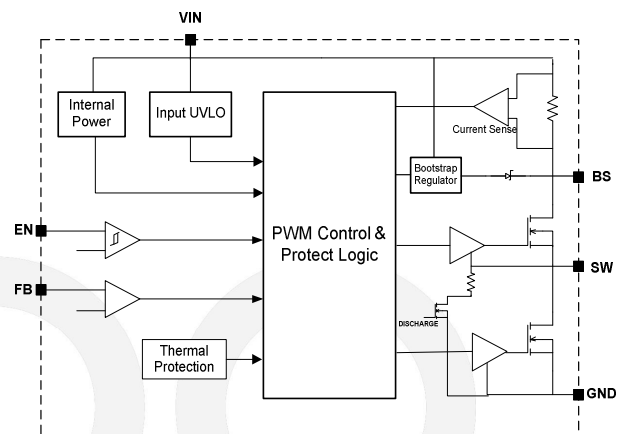 VIN
Internal
Power
Input UVLO
Current Sense
Bootstrap
Regulator
BS
EN
PWM Control &
Protect Logic
SW
FB
DISCHARGE
Thermal
Protection
GND